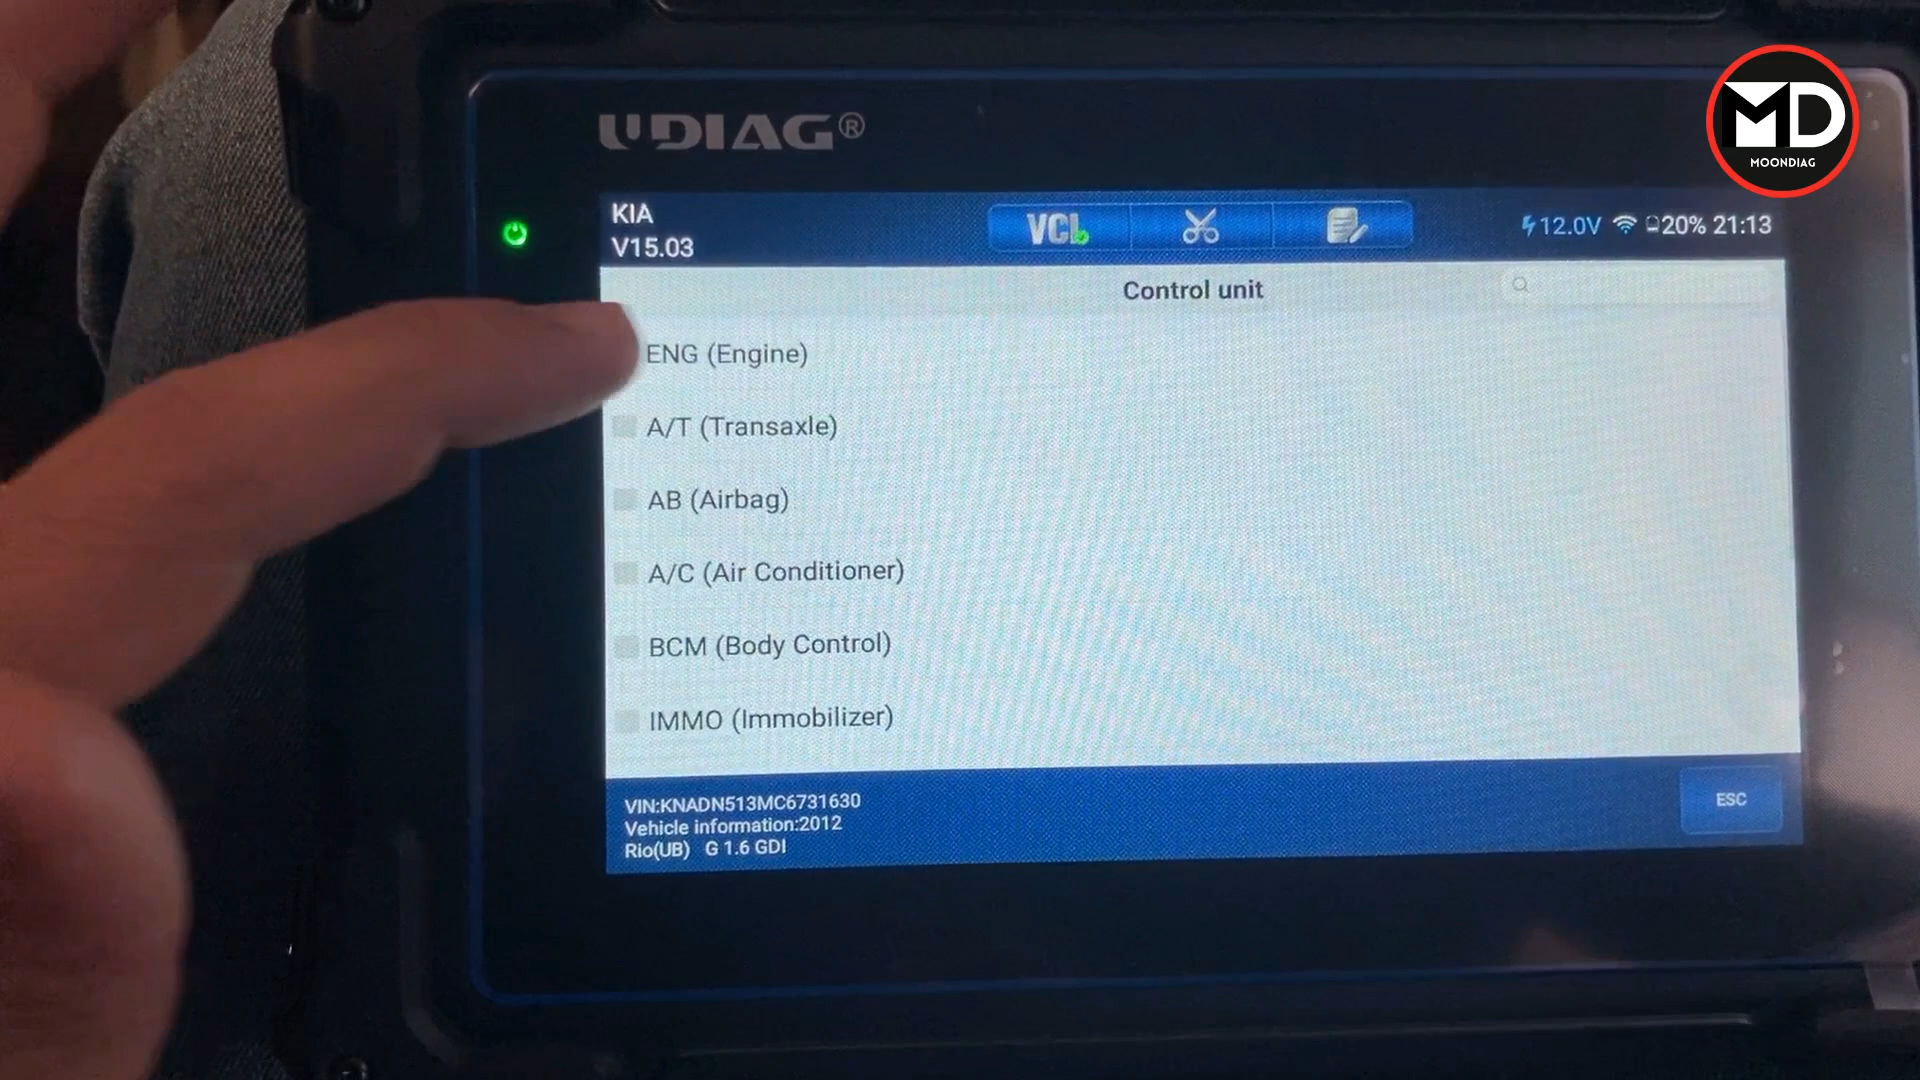 UDIAG®
MD
MOONDIAG
KIA
V15.03
VCI
12.0V 20% 21:13
Control unit
ENG (Engine)
A/T (Transaxle)
AB (Airbag)
A/C (Air Conditioner)
BCM (Body Control)
IMMO (Immobilizer)
VIN:KNADN513MC6731630
Vehicle information:2012
Rio(UB) G 1.6 GDI
ESC